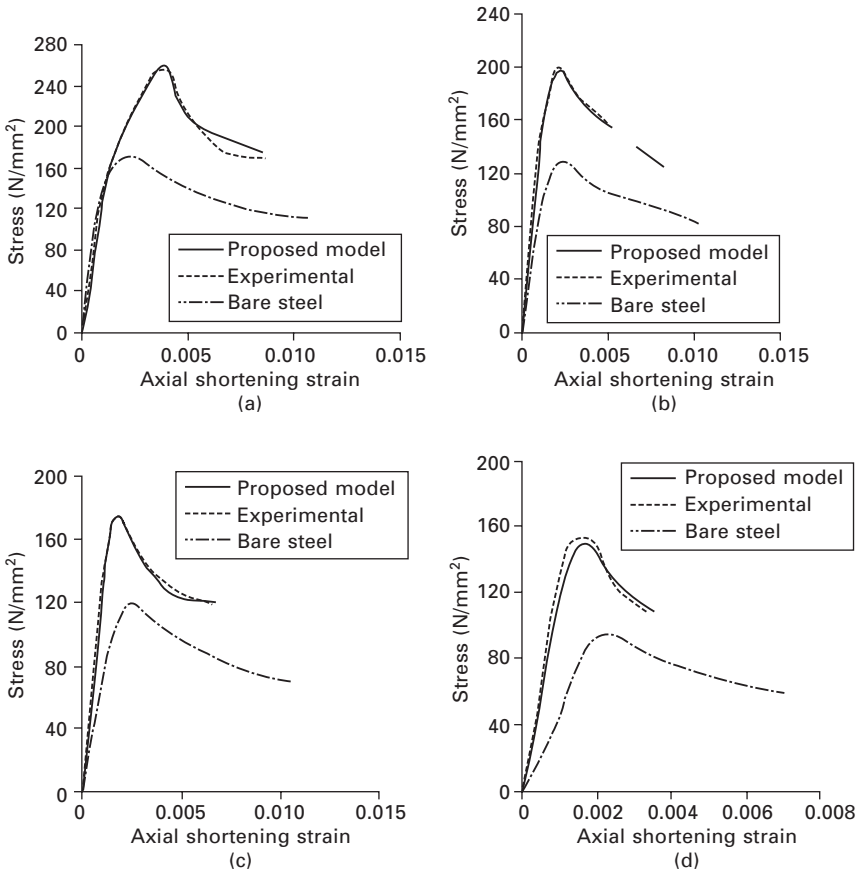 280
240
200
160
120
80
40
0
Stress (N/mm²)
Proposed model
Experimental
Bare steel
0 0.005 0.010 0.015
Axial shortening strain
(a)
240
200
160
120
80
40
0
Stress (N/mm²)
Proposed model
Experimental
Bare steel
0 0.005 0.010 0.015
Axial shortening strain
(b)
200
160
120
80
40
0
Stress (N/mm²)
Proposed model
Experimental
Bare steel
0 0.005 0.010 0.015
Axial shortening strain
(c)
200
160
120
80
40
0
Stress (N/mm²)
Proposed model
Experimental
Bare steel
0 0.002 0.004 0.006 0.008
Axial shortening strain
(d)